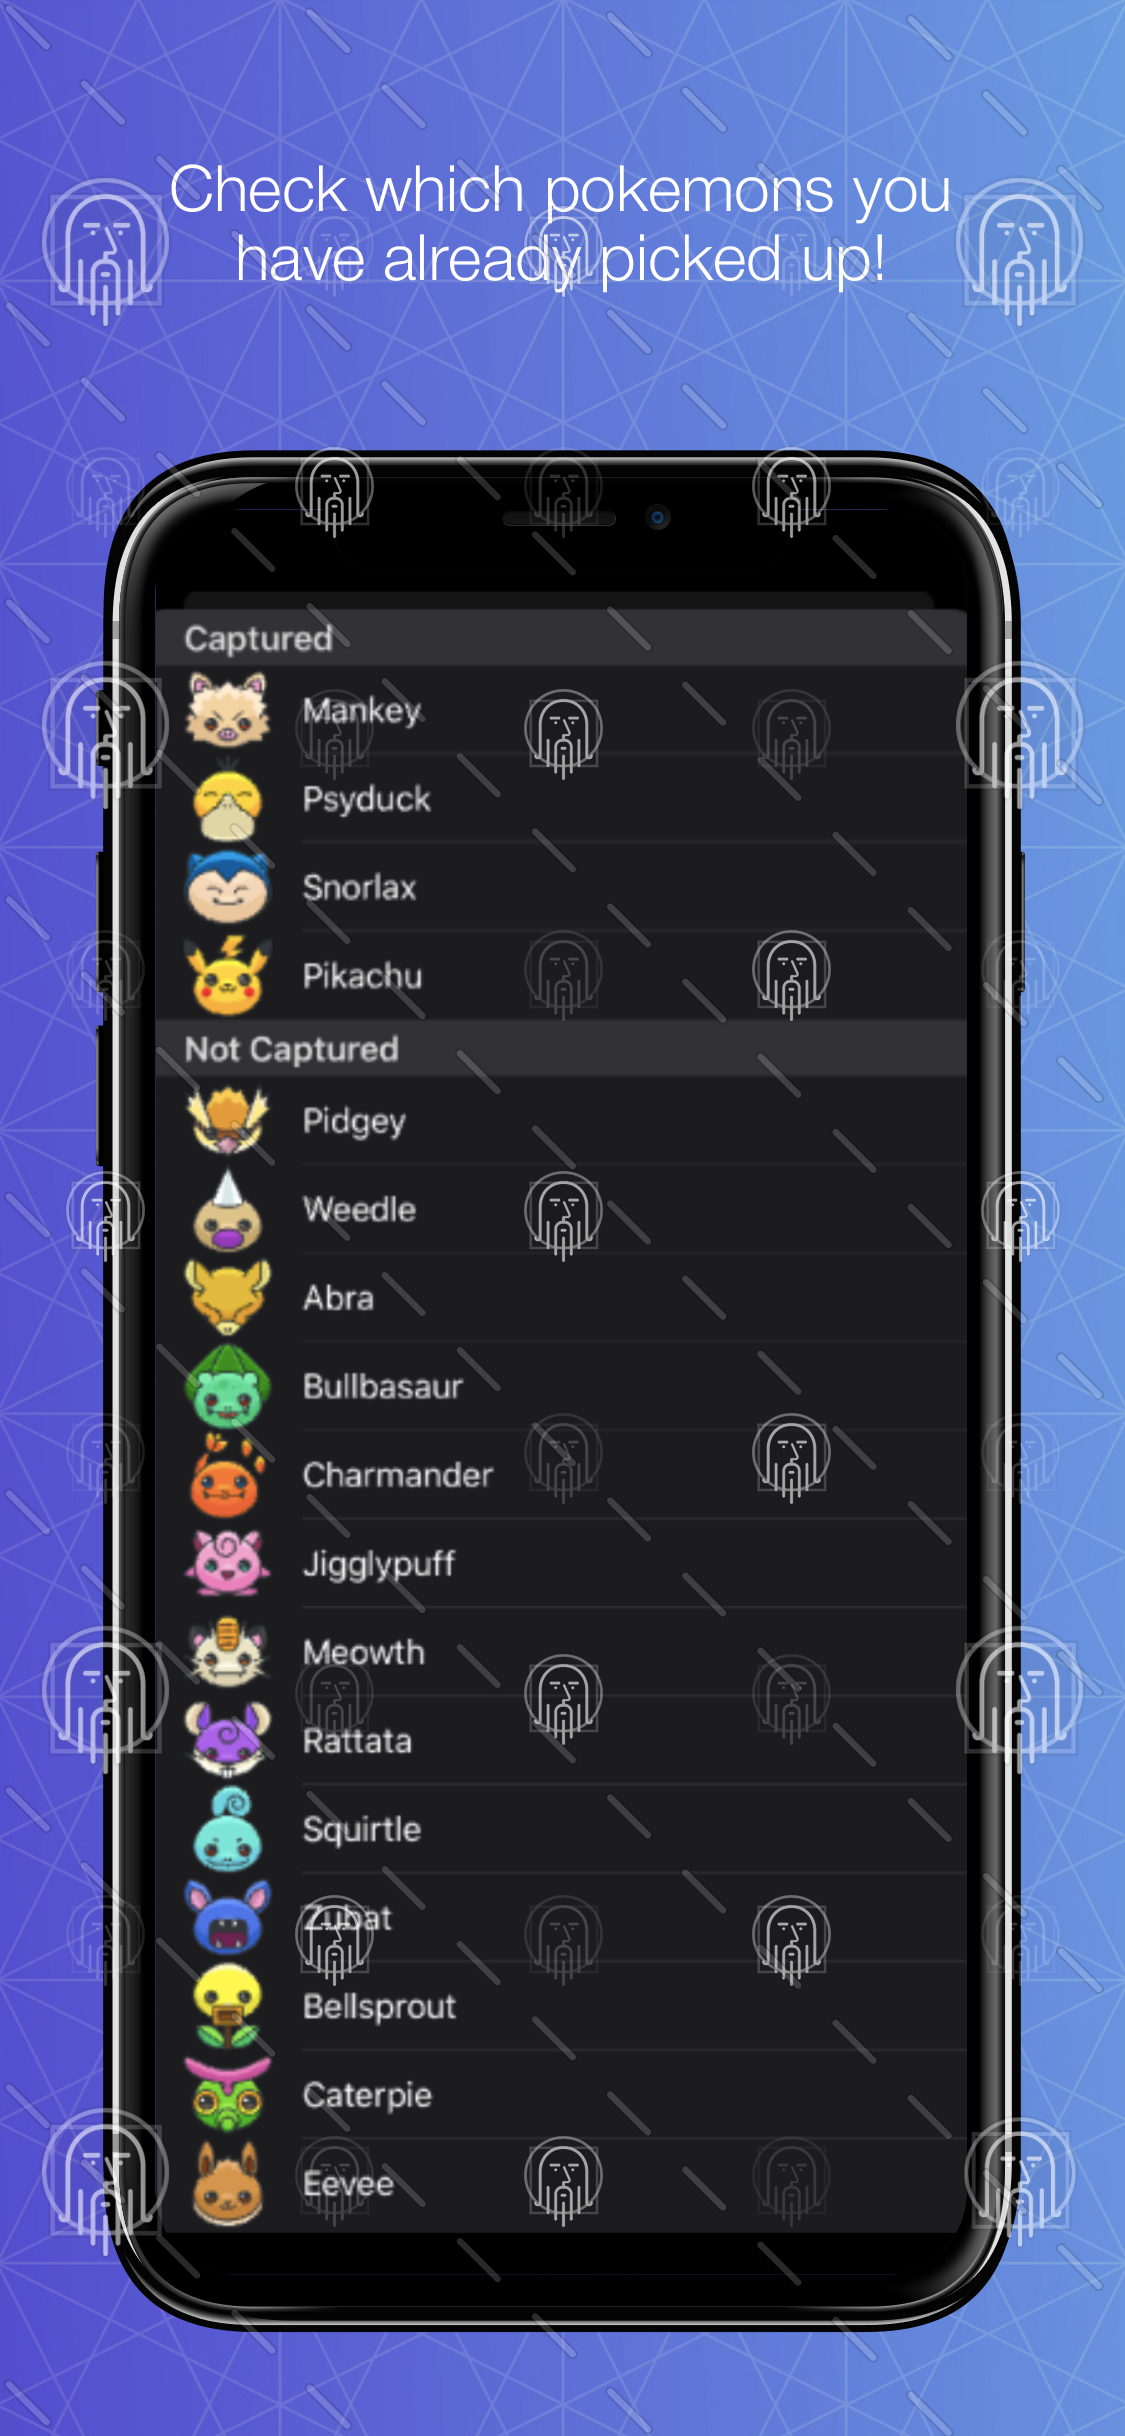 Check which pokemons you
have already picked up!
Captured
Mankey
Psyduck
Snorlax
Pikachu
Not Captured
Pidgey
Weedle
Abra
Bullbasaur
Charmander
Jigglypuff
Meowth
Rattata
Squirtle
Zubat
Bellsprout
Caterpie
Eevee